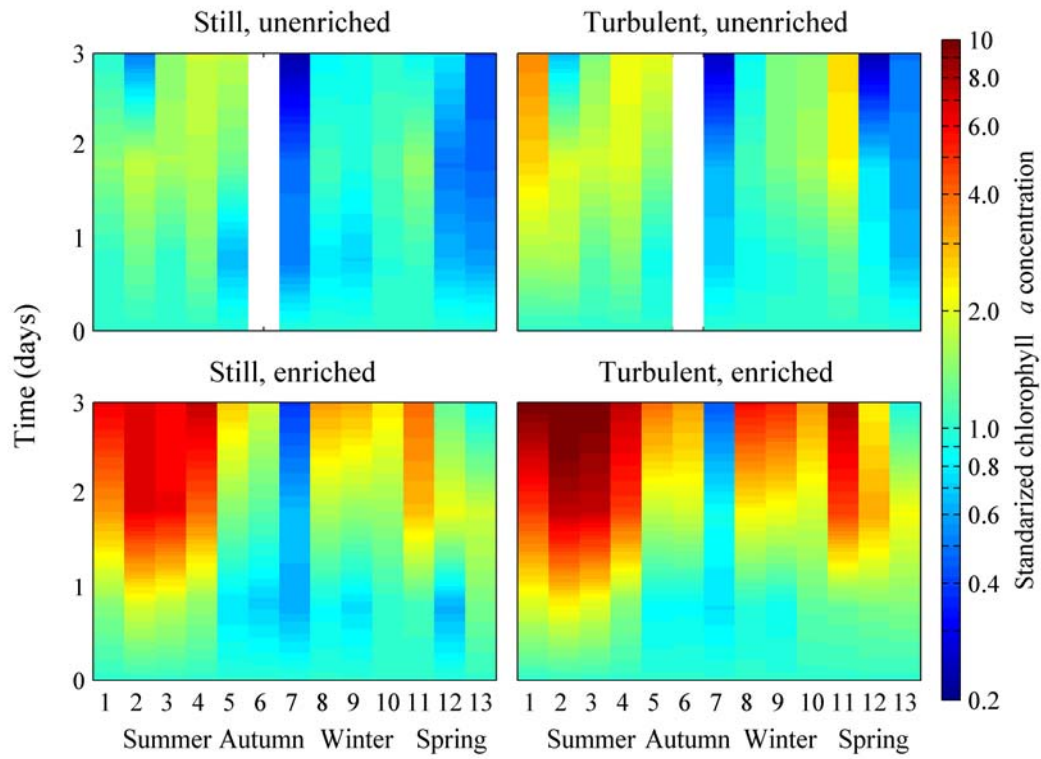 Still, unenriched
Turbulent, unenriched
3
2
1
0
Still, enriched
Turbulent, enriched
3
2
1
0
Time (days)
1 2 3 4 5 6 7 8 9 10 11 12 13
1 2 3 4 5 6 7 8 9 10 11 12 13
Summer Autumn Winter Spring
Summer Autumn Winter Spring
10
8.0
6.0
4.0
2.0
1.0
0.8
0.6
0.4
0.2
Standarized chlorophyll a concentration